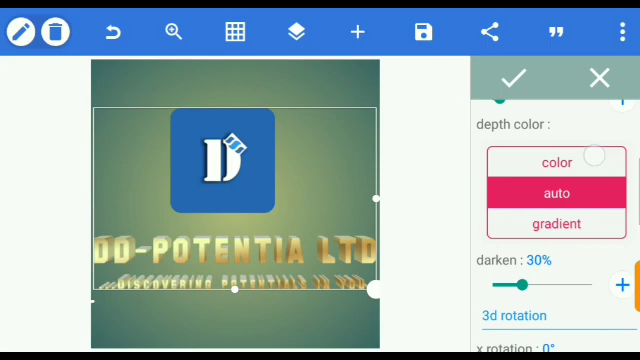 depth color :
color
auto
gradient
darken : 30%
3d rotation
x rotation : 0°
D
DD-POTENTIA LTD
...DISCOVERING POTENTIALS IN YOU